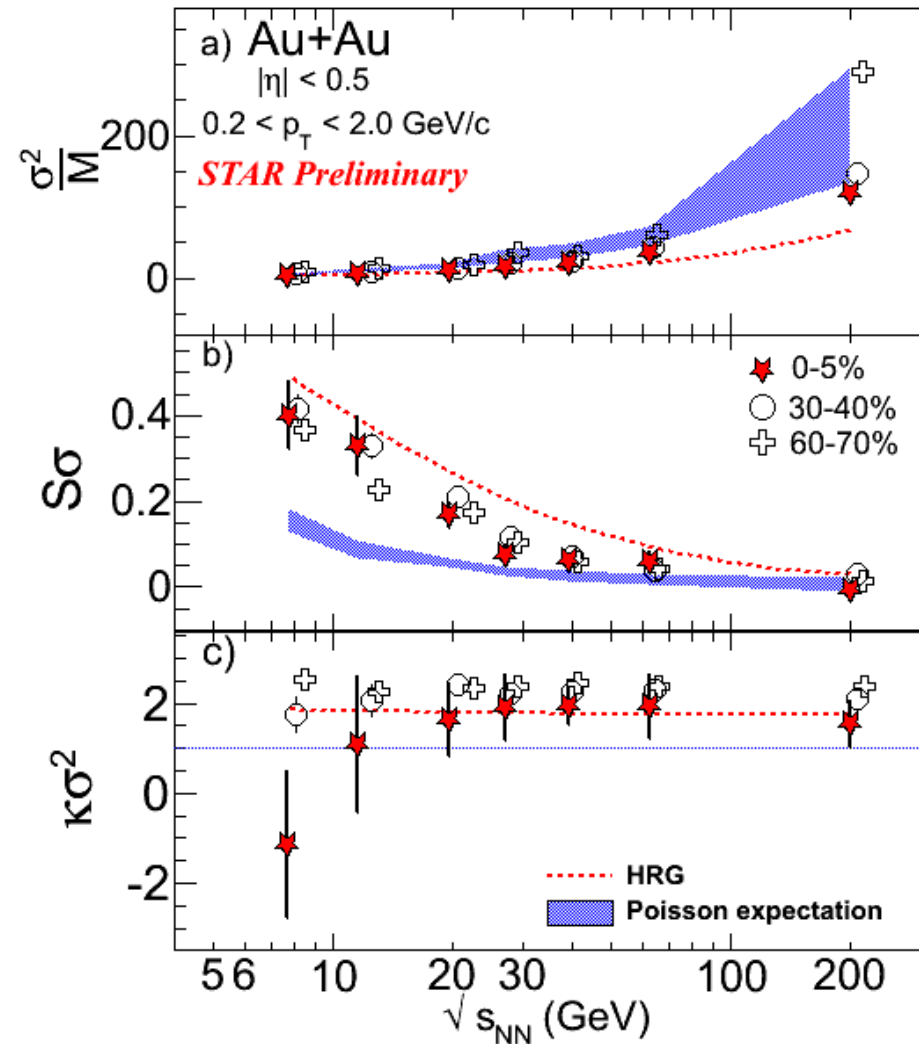 a) Au+Au
|η| < 0.5
0.2 < p_T < 2.0 GeV/c
STAR Preliminary
σ²/M
200
0
b)
0-5%
30-40%
60-70%
Sσ
0.4
0.2
0
c)
κσ²
2
0
-2
HRG
Poisson expectation
5 6 10 20 30 100 200
√s_NN (GeV)